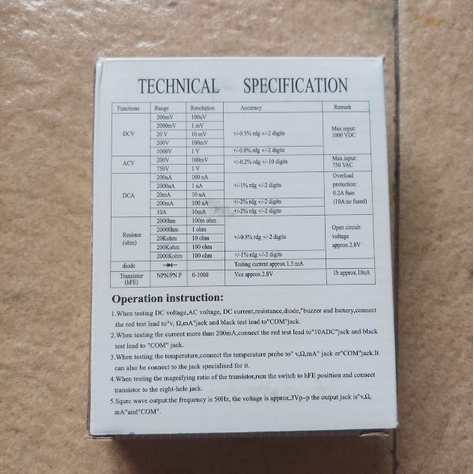 TECHNICAL SPECIFICATION
Functions Range Resolution Accuracy Remark
DCV 200mV 100uV +/-0.5% rdg +/-2 digits Max.input: 1000 VDC
2000mV 1 mV
20 V 10 mV
200V 100mV
1000V 1 V +/-0.8% rdg +/-2 digits
ACV 200V 100mV +/-0.2% rdg +/-10 digits Max.input: 750 VAC
750V 1 V
DCA 200uA 100 nA +/-1% rdg +/-2 digits Overload protection: 0.2A fuse (10A no fused)
2000uA 1 uA
20mA 10 uA
200mA 100 uA +/-2% rdg +/-2 digits
10A 10mA +/-2% rdg +/-2 digits
Resistor (ohm) 200Ohm 100m ohm +/-0.8% rdg +/-2 digits Open circuit: voltage approx.2.8V
2000Ohm 1 ohm
20Kohm 10 ohm
200Kohm 100 ohm
2000Kohm 100 ohm +/-1% rdg +/-2 digits
diode Testing current approx.1.5 mA
Transistor (hFE) NPN/PN P 0-1000 Vce approx.2.8V Ib approx.10uA
Operation instruction:
1.When testing DC voltage,AC voltage, DC current,resistance,diode,"buzzer and battery,connect
the red test lead to"v, Ω,mA"jack and black test lead to"COM"jack.
2.When testing the current more than 200mA,connect the red test lead to"10ADC"jack and black
test lead to "COM" jack.
3.When testing the temperature,connect the temperature probe to" v,Ω,mA" jack or"COM"jack:It
can also be connect to the jack specialised for it.
4.When testing the magnifying ratio of the transistor,runn the switch to hFE posittion and connect
transistor to the eight-hole jack.
5.Squre wave output:the frequency is 50Hz, the voltage is approx.3Vp-p the output jack is"v,Ω,
mA"and"COM".